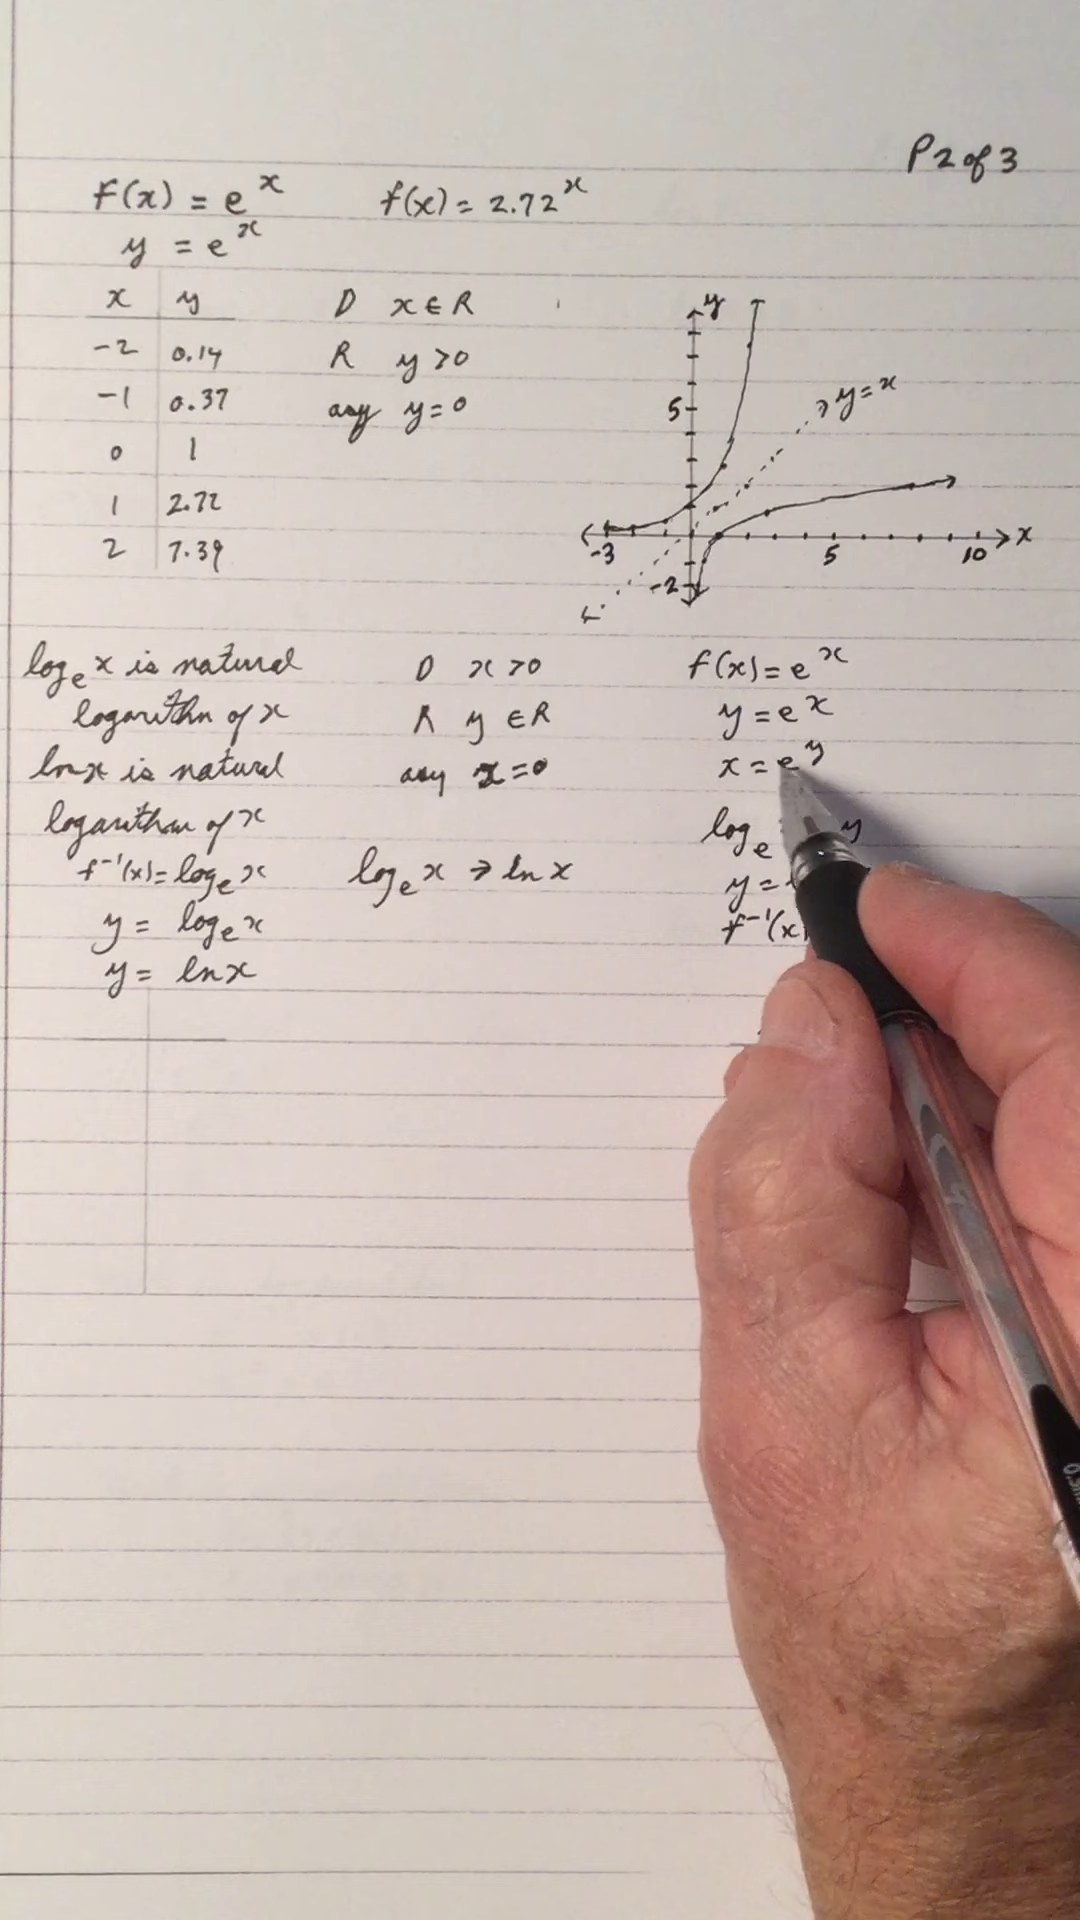 P2 of 3
f(x) = e^x f(x) = 2.72^x
y = e^x
x y
-2 0.14
-1 0.37
0 1
1 2.72
2 7.39
D x ∈ R
R y > 0
asy y = 0
y
5
y = x
-3 5 10 x
-2
log_e x is natural
logarithm of x
ln x is natural
logarithm of x
f^-1(x) = log_e x
y = log_e x
y = ln x
D x > 0
R y ∈ R
asy x = 0
log_e x → ln x
f(x) = e^x
y = e^x
x = e^y
log_e y
y =
f^-1(x)